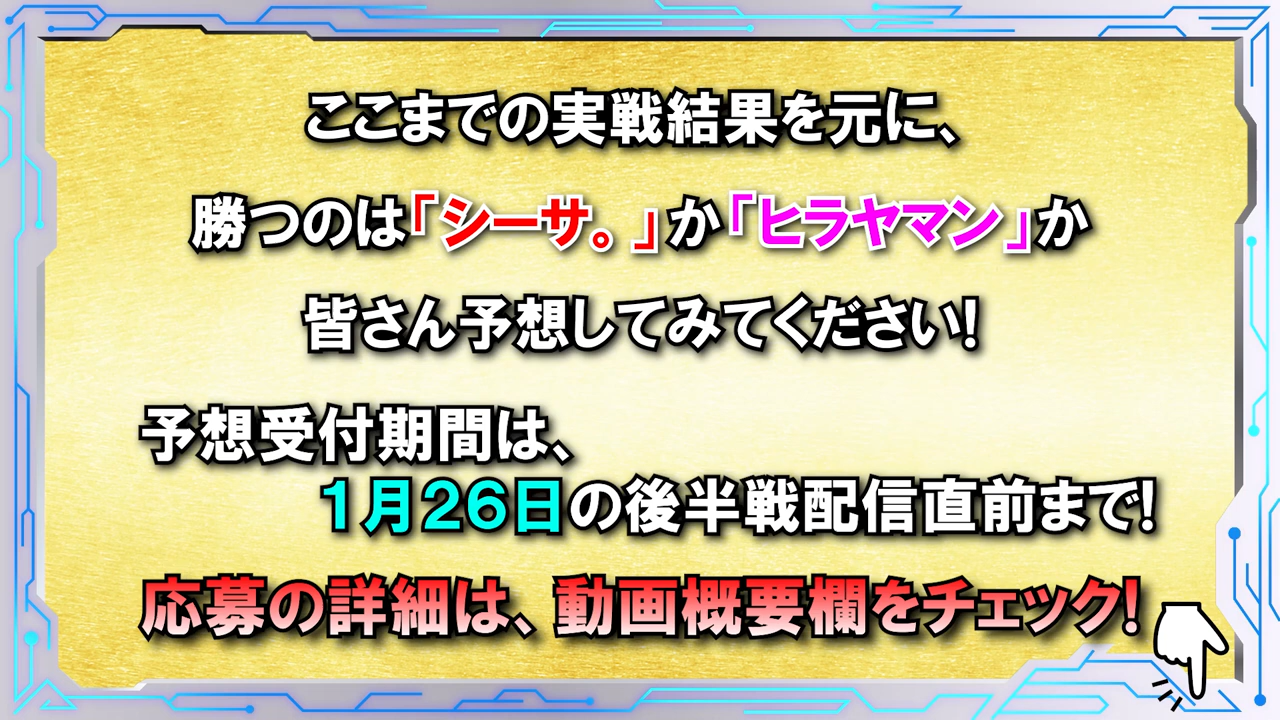 ここまでの実戦結果を元に、
勝つのは「シーサ。」か「ヒラヤマン」か
皆さん予想してみてください!
予想受付期間は、
1月26日の後半戦配信直前まで!
応募の詳細は、動画概要欄をチェック!